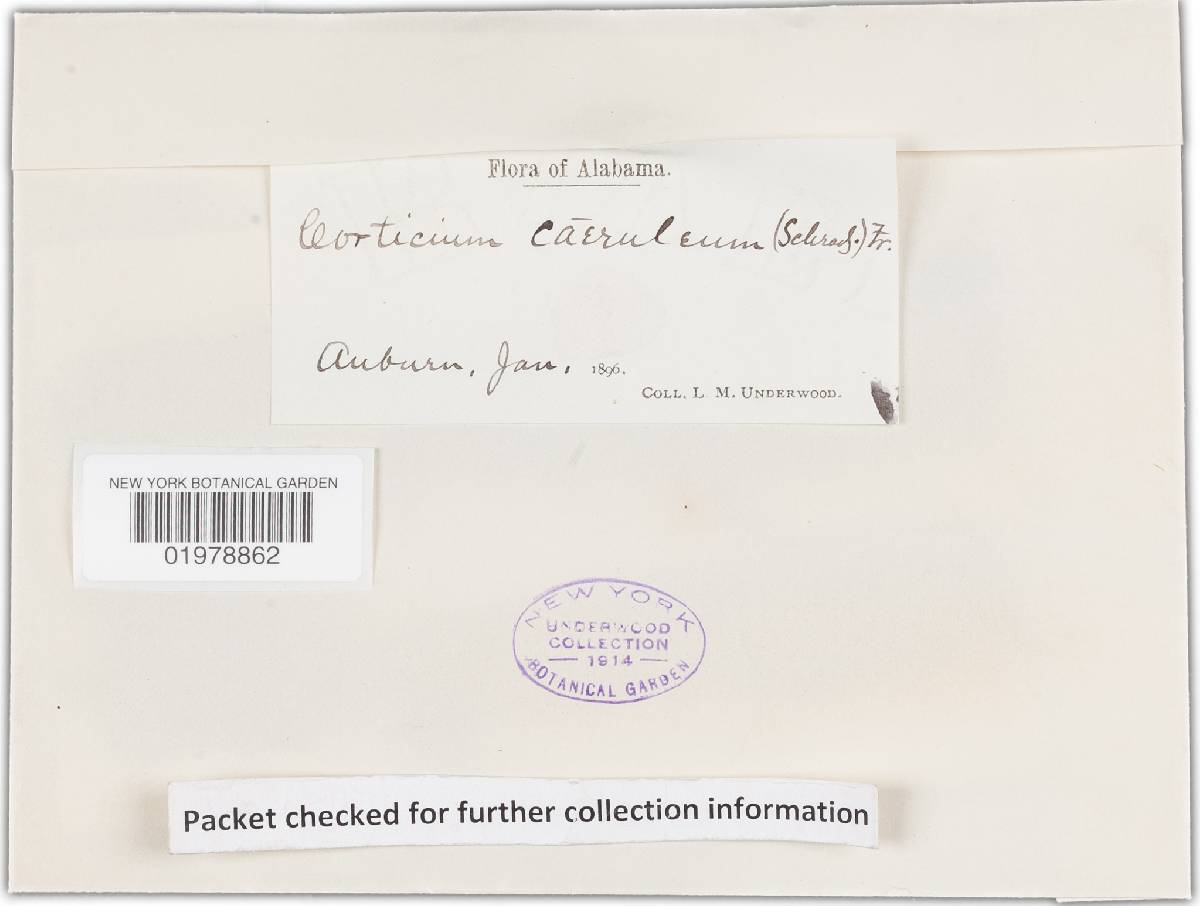 Flora of Alabama.
Corticium caeruleum (Schrad.) Fr.
Auburn, Jan. 1896.
COLL. L. M. UNDERWOOD.
NEW YORK BOTANICAL GARDEN
01978862
NEW YORK
UNDERWOOD
COLLECTION
— 1914 —
BOTANICAL GARDEN
Packet checked for further collection information